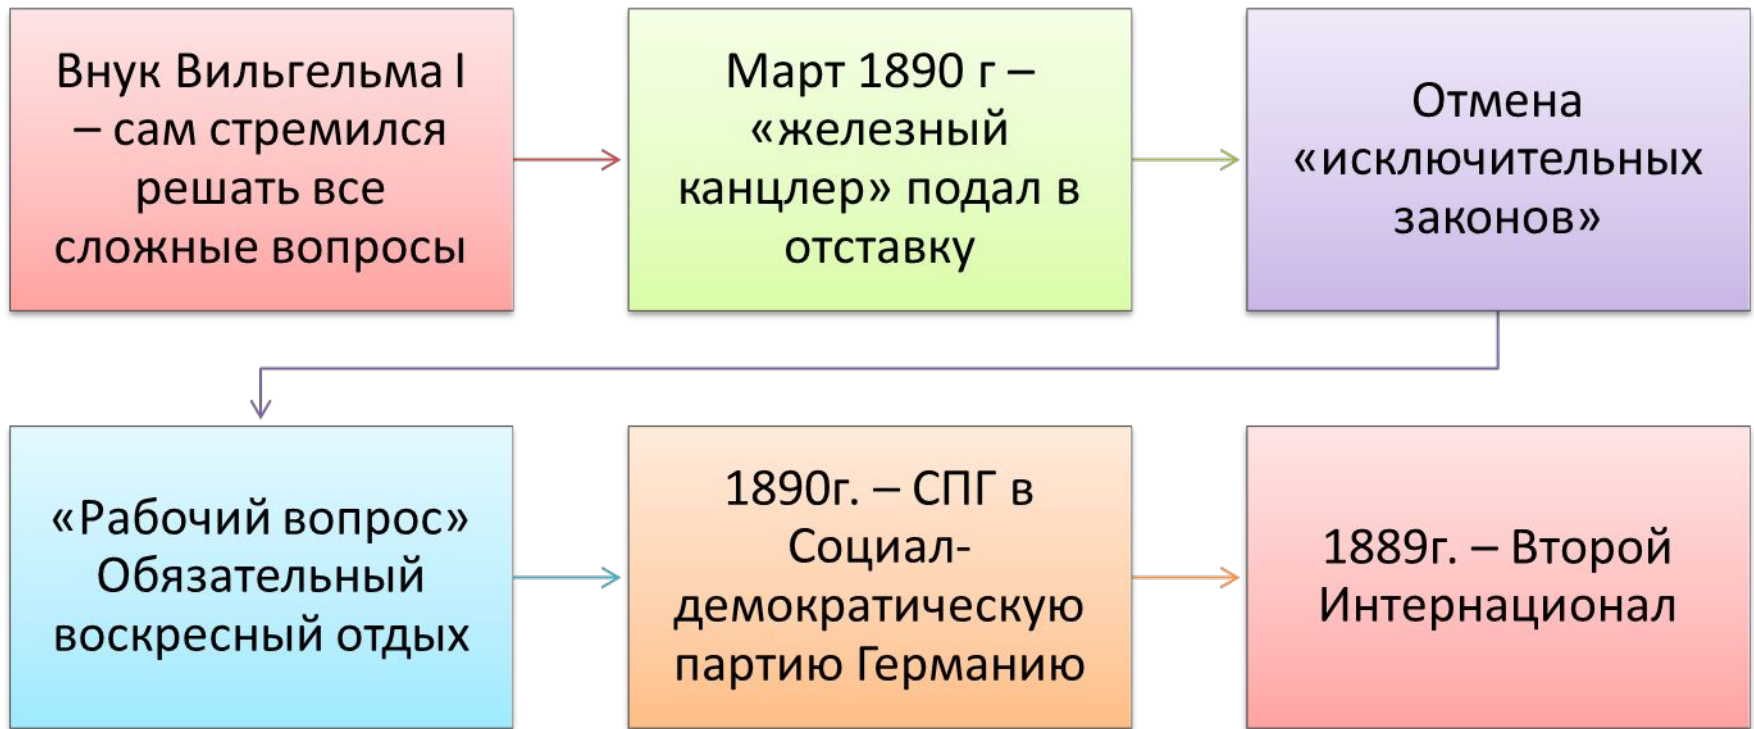 Внук Вильгельма I
– сам стремился
решать все
сложные вопросы
Март 1890 г –
«железный
канцлер» подал в
отставку
Отмена
«исключительных
законов»
«Рабочий вопрос»
Обязательный
воскресный отдых
1890г. – СПГ в
Социал-
демократическую
партию Германию
1889г. – Второй
Интернационал